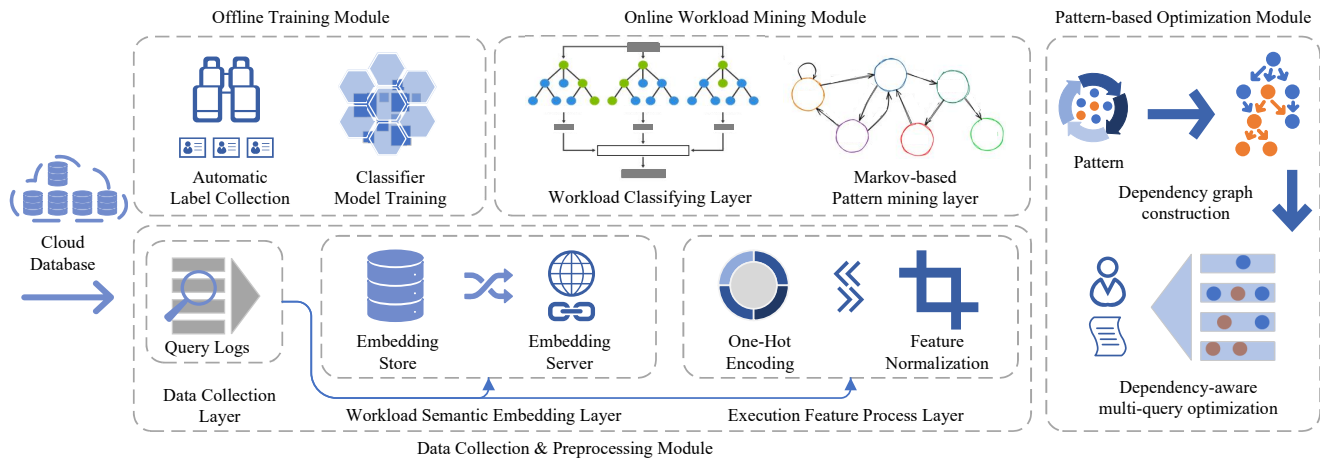 Offline Training Module
Online Workload Mining Module
Pattern-based Optimization Module
Automatic
Label Collection
Classifier
Model Training
Workload Classifying Layer
Markov-based
Pattern mining layer
Pattern
Dependency graph
construction
Cloud
Database
Query Logs
Embedding
Store
Embedding
Server
One-Hot
Encoding
Feature
Normalization
Data Collection
Layer
Workload Semantic Embedding Layer
Execution Feature Process Layer
Dependency-aware
multi-query optimization
Data Collection & Preprocessing Module